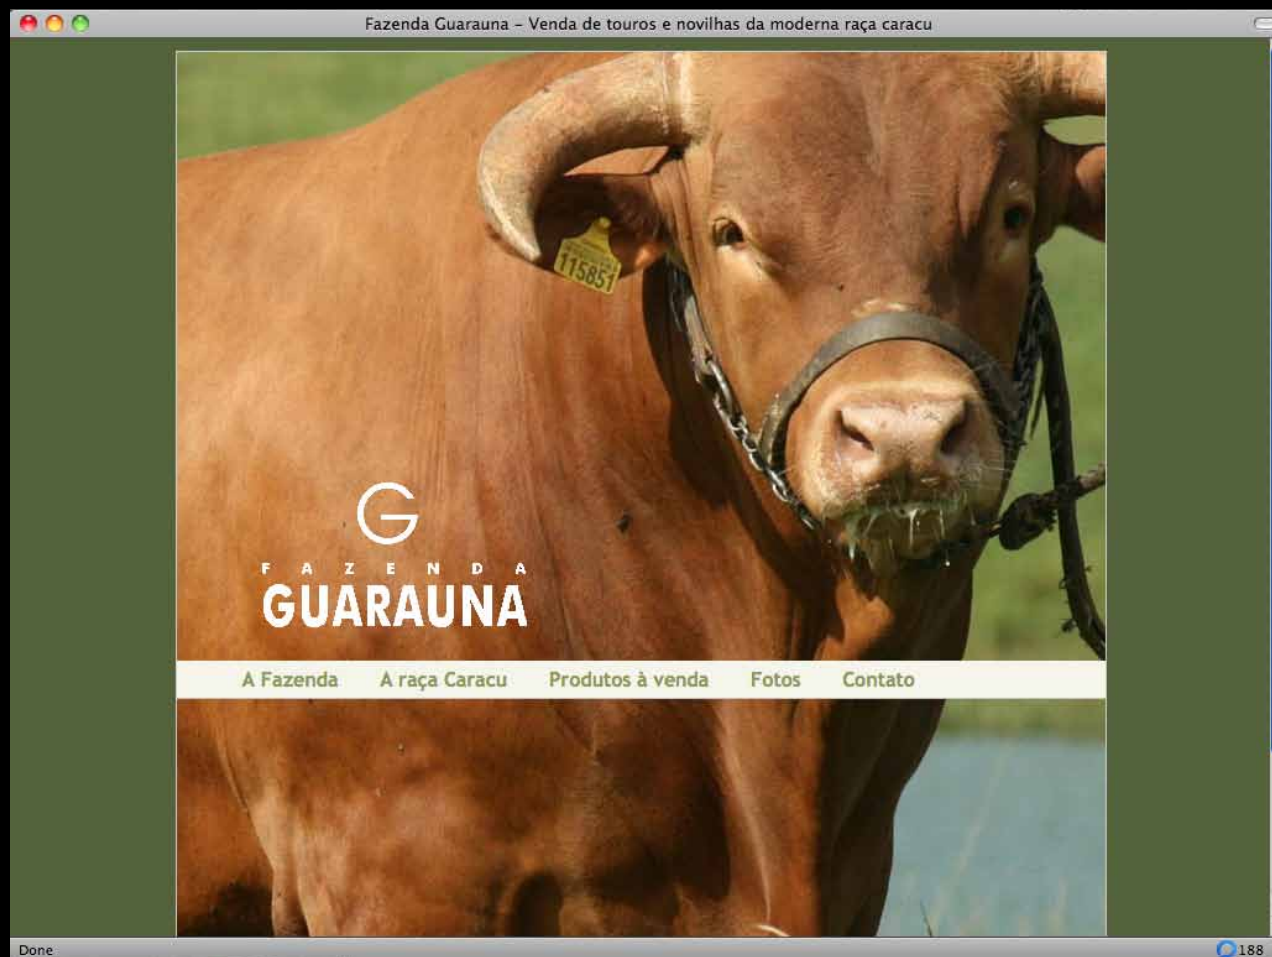 Fazenda Guarauna – Venda de touros e novilhas da moderna raça caracu
115851
G
FAZENDA
GUARAUNA
A Fazenda A raça Caracu Produtos à venda Fotos Contato
Done
188